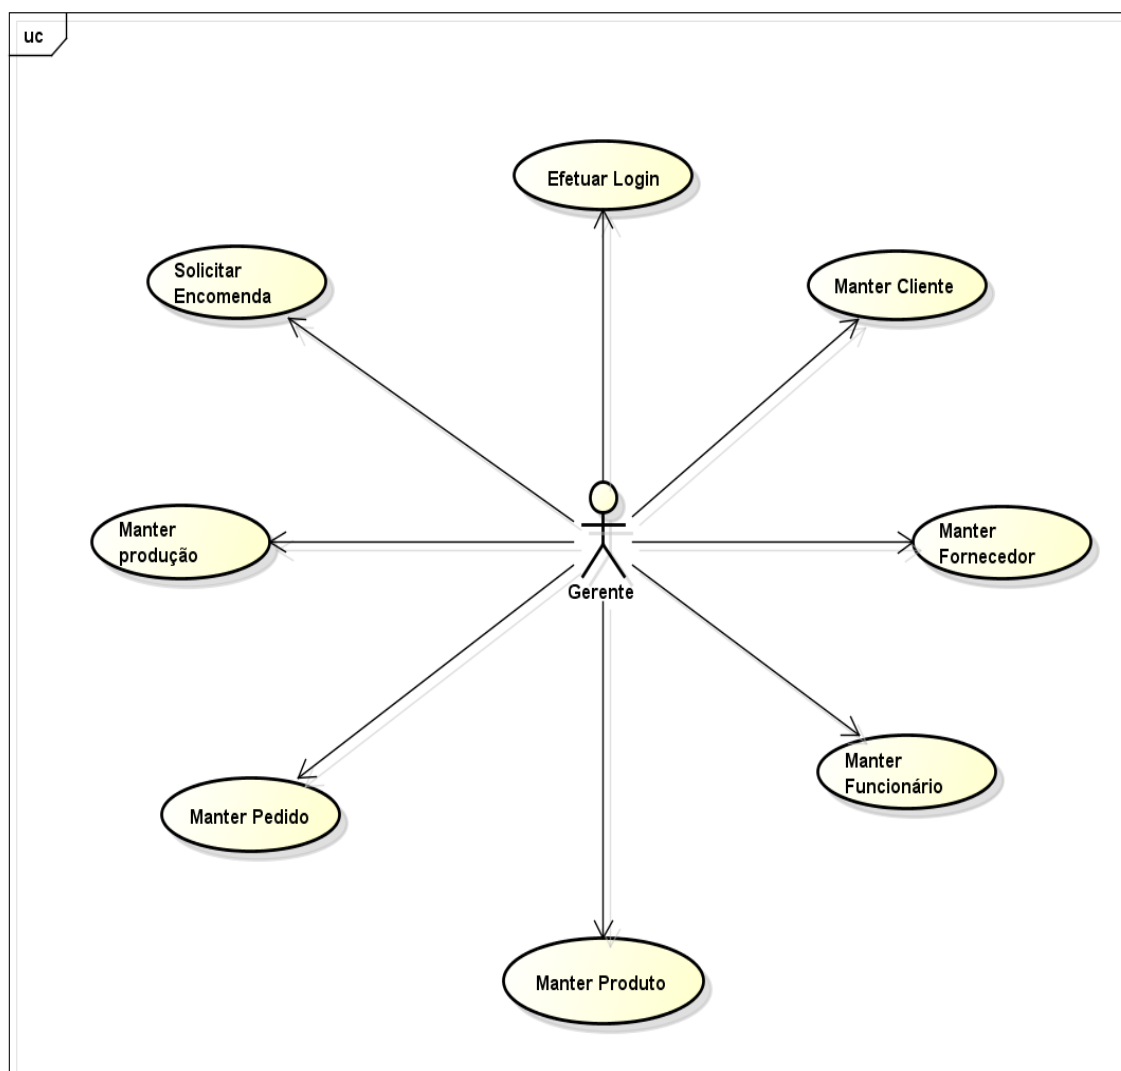 uc
Efetuar Login
Solicitar
Encomenda
Manter Cliente
Manter
produção
Manter
Fornecedor
Gerente
Manter
Funcionário
Manter Pedido
Manter Produto